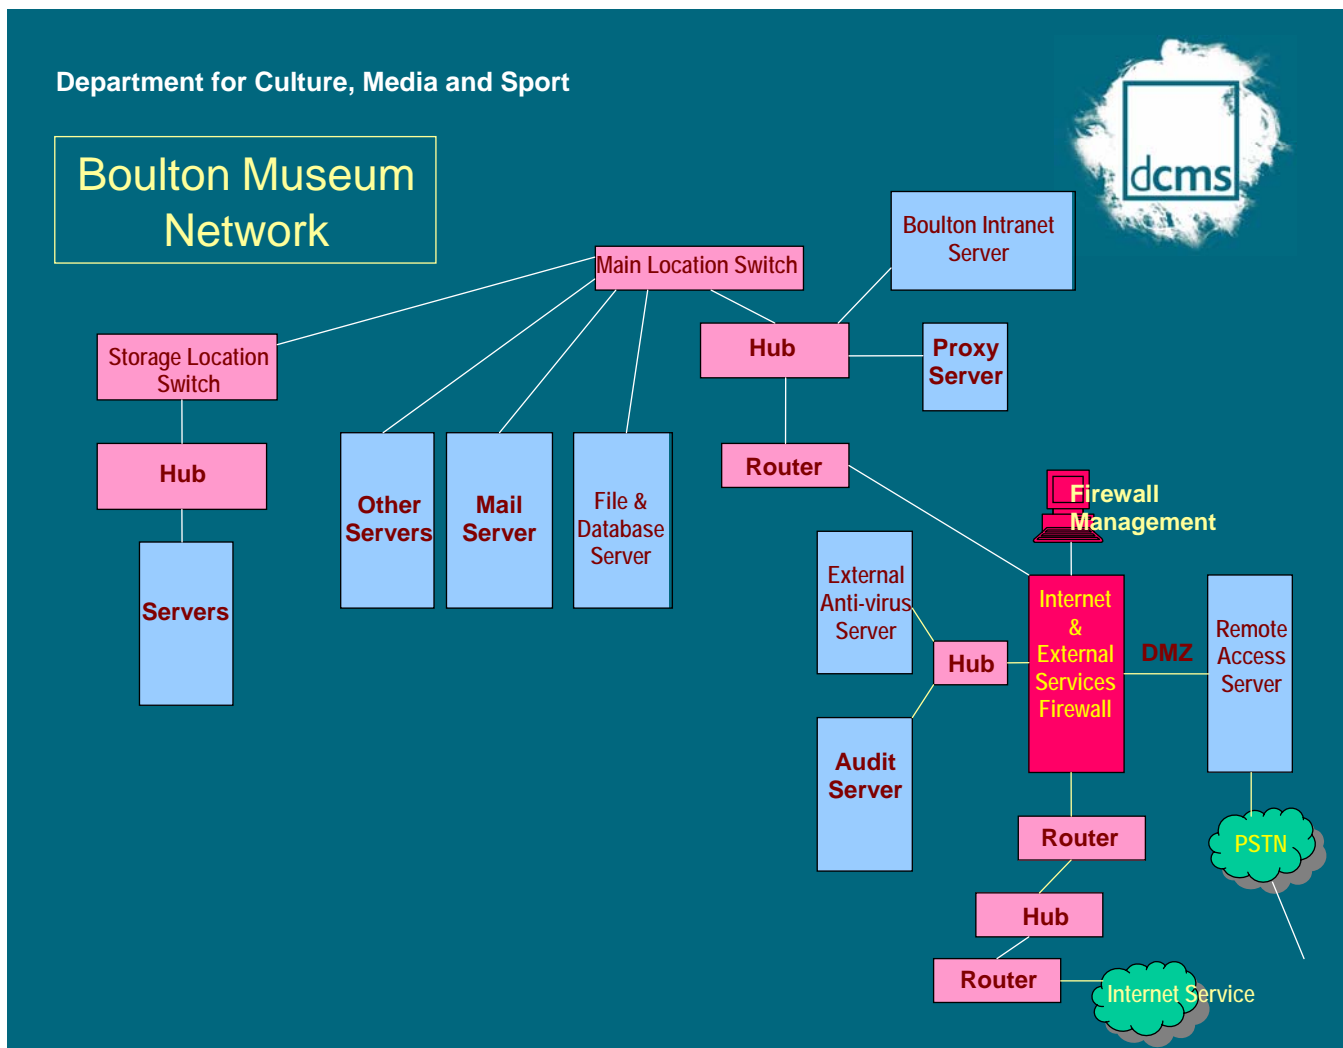 Department for Culture, Media and Sport
dcms
Boulton Museum
Network
Boulton Intranet
Server
Main Location Switch
Storage Location
Switch
Hub
Proxy
Server
Hub
Router
Other
Servers
Mail
Server
File &
Database
Server
Servers
Firewall
Management
External
Anti-virus
Server
Hub
Internet
&
External
Services
Firewall
DMZ
Remote
Access
Server
Audit
Server
Router
PSTN
Hub
Router
Internet Service